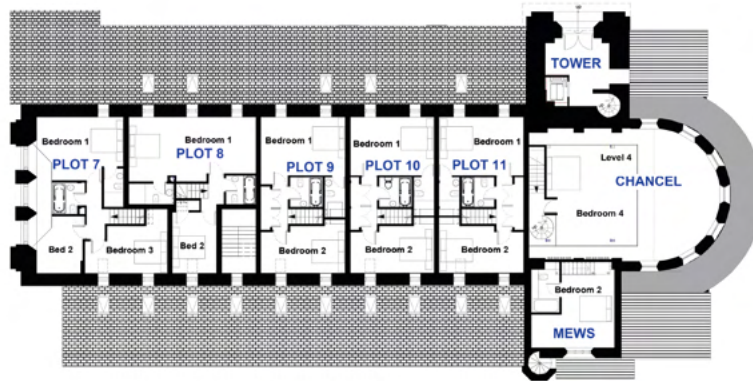 TOWER
Bedroom 1
PLOT 7
Bed 2
Bedroom 3
Bedroom 1
PLOT 8
Bed 2
Bedroom 1
PLOT 9
Bedroom 2
Bedroom 1
PLOT 10
Bedroom 2
Bedroom 1
PLOT 11
Bedroom 2
Level 4
CHANCEL
Bedroom 4
Bedroom 2
MEWS